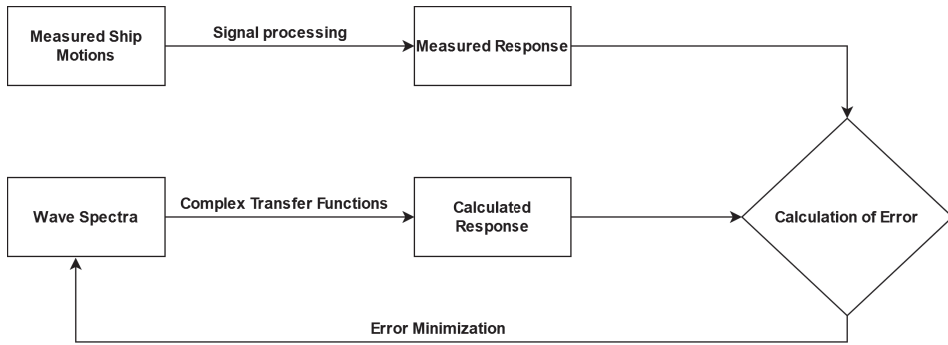 Measured Ship
Motions
Signal processing
Measured Response
Wave Spectra
Complex Transfer Functions
Calculated
Response
Calculation of Error
Error Minimization